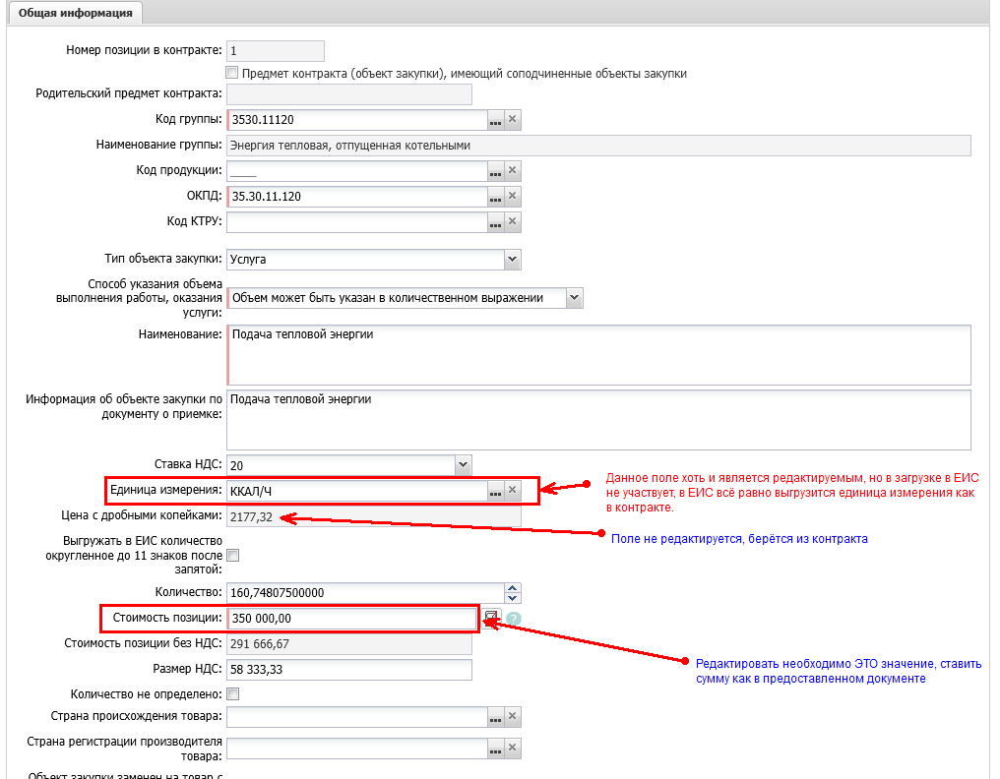 Общая информация
Номер позиции в контракте: 1
Предмет контракта (объект закупки), имеющий соподчиненные объекты закупки
Родительский предмет контракта:
Код группы: 3530.11120
Наименование группы: Энергия тепловая, отпущенная котельными
Код продукции: ____
ОКПД: 35.30.11.120
Код КТРУ:
Тип объекта закупки: Услуга
Способ указания объема
выполнения работы, оказания
услуги:
Объем может быть указан в количественном выражении
Наименование: Подача тепловой энергии
Информация об объекте закупки по
документу о приемке:
Подача тепловой энергии
Ставка НДС: 20
Единица измерения: ККАЛ/Ч
Данное поле хоть и является редактируемым, но в загрузке в ЕИС
не участвует, в ЕИС всё равно выгрузится единица измерения как
в контракте.
Цена с дробными копейками: 2177,32
Поле не редактируется, берётся из контракта
Выгружать в ЕИС количество
округленное до 11 знаков после
запятой:
Количество: 160,74807500000
Стоимость позиции: 350 000,00
Стоимость позиции без НДС: 291 666,67
Редактировать необходимо ЭТО значение, ставить
сумму как в предоставленном документе
Размер НДС: 58 333,33
Количество не определено:
Страна происхождения товара:
Страна регистрации производителя
товара:
Объект закупки заменен на товар с